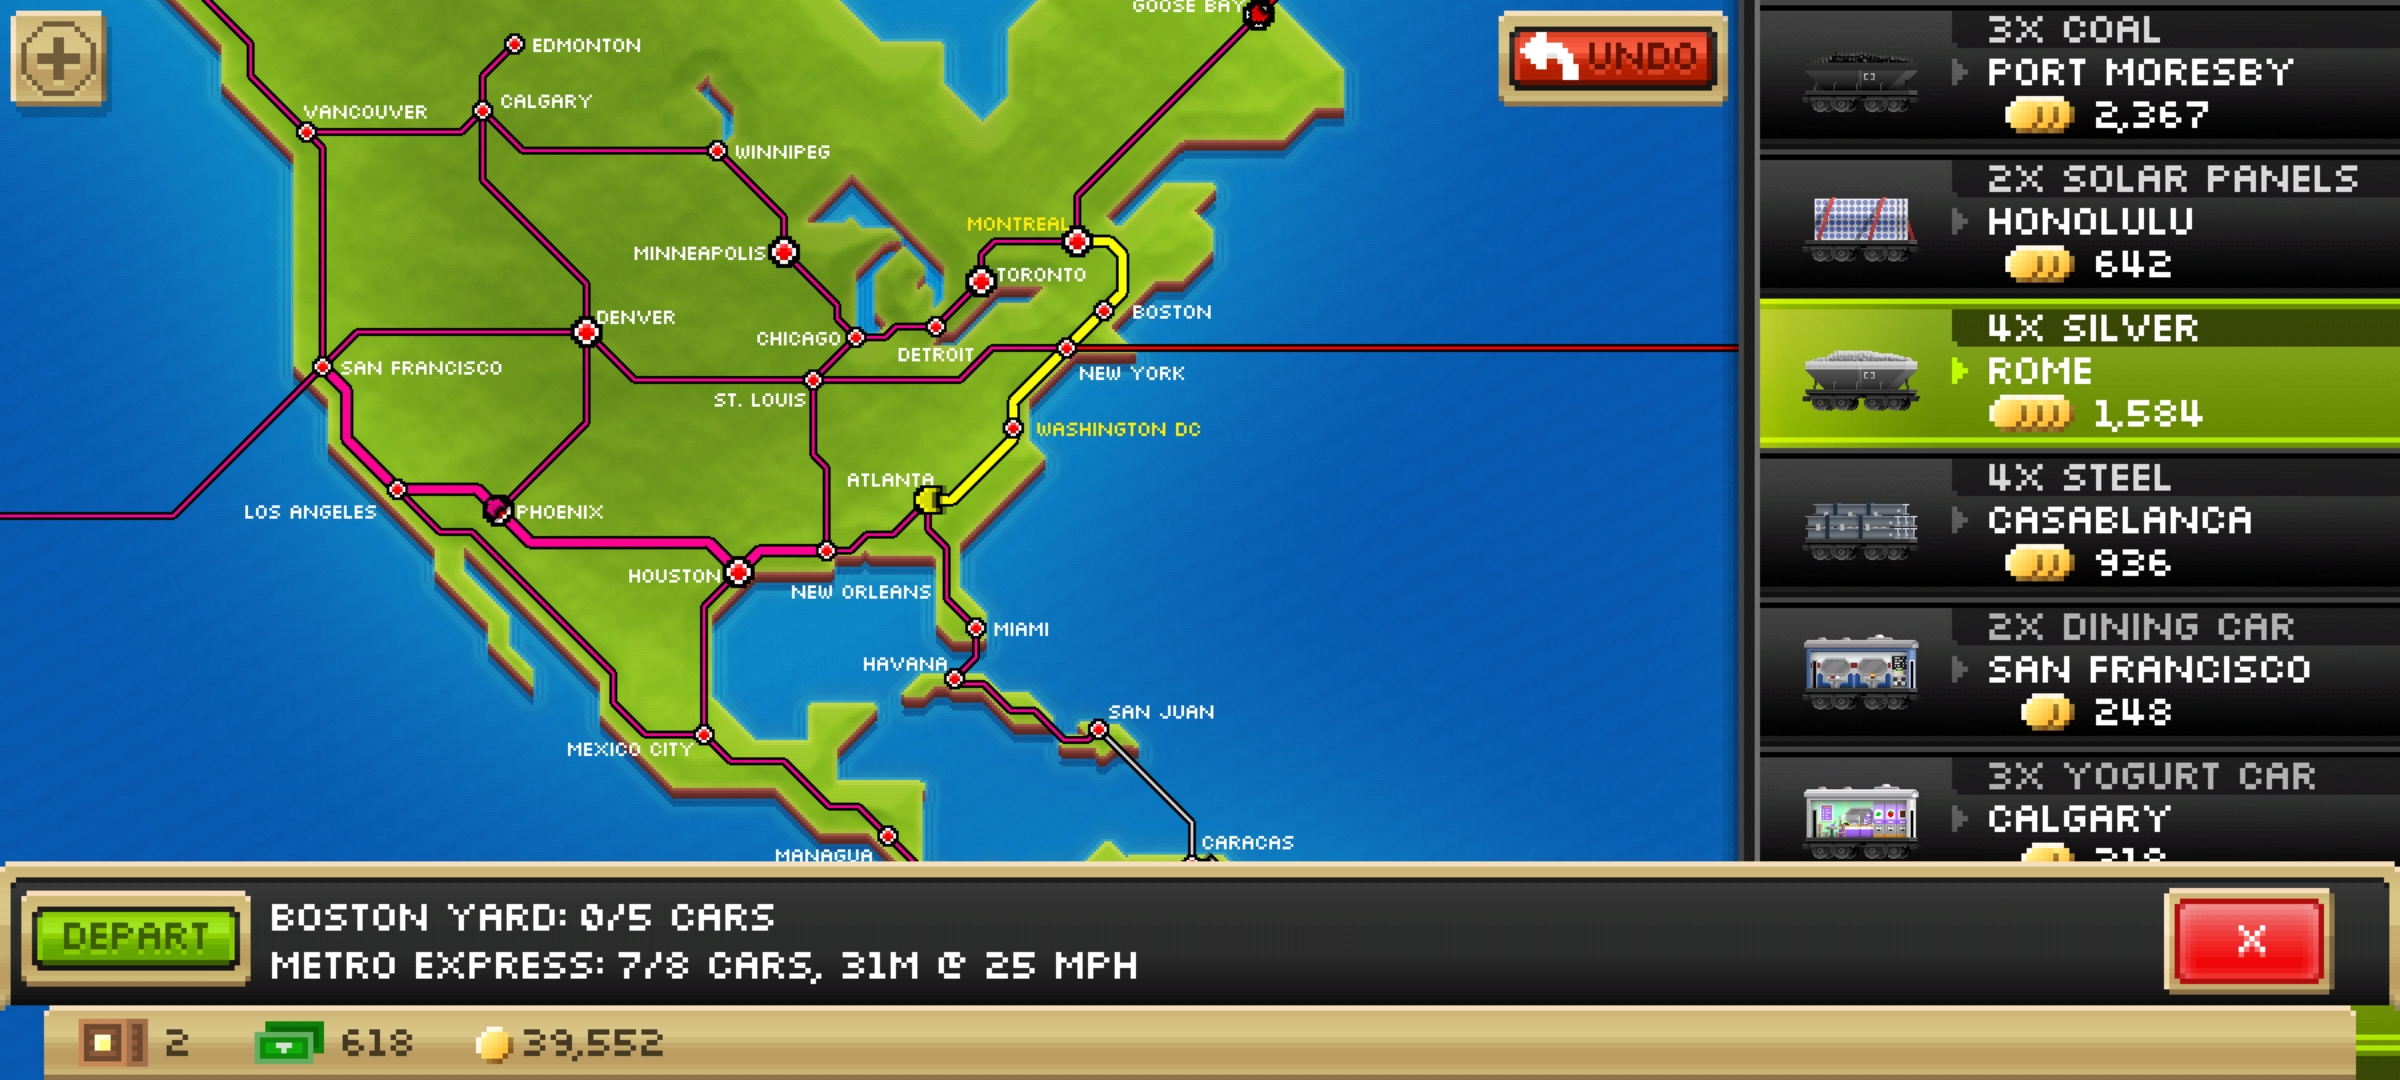 GOOSE BAY
EDMONTON
CALGARY
VANCOUVER
WINNIPEG
MONTREAL
MINNEAPOLIS
TORONTO
DENVER
BOSTON
CHICAGO
DETROIT
SAN FRANCISCO
NEW YORK
ST. LOUIS
WASHINGTON DC
ATLANTA
LOS ANGELES
PHOENIX
HOUSTON
NEW ORLEANS
MIAMI
HAVANA
SAN JUAN
MEXICO CITY
CARACAS
MANAGUA
UNDO
3X COAL
PORT MORESBY
2,367
2X SOLAR PANELS
HONOLULU
642
4X SILVER
ROME
1,584
4X STEEL
CASABLANCA
936
2X DINING CAR
SAN FRANCISCO
248
3X YOGURT CAR
CALGARY
DEPART
BOSTON YARD: 0/5 CARS
METRO EXPRESS: 7/8 CARS, 31M @ 25 MPH
X
2
618
39,552